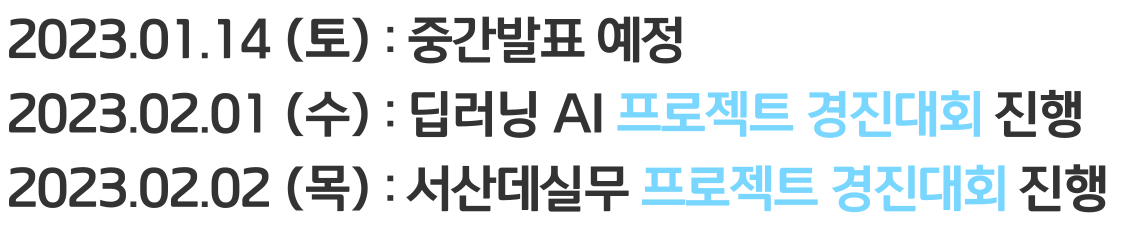 2023.01.14 (토) : 중간발표 예정
2023.02.01 (수) : 딥러닝 AI 프로젝트 경진대회 진행
2023.02.02 (목) : 서산데실무 프로젝트 경진대회 진행